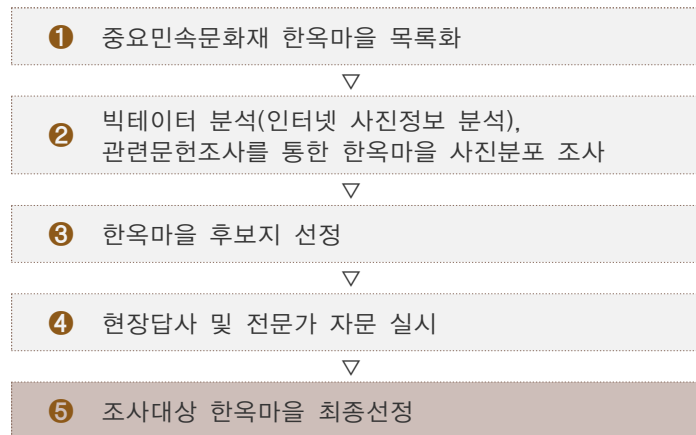 ❶ 중요민속문화재 한옥마을 목록화
▽
❷ 빅테이터 분석(인터넷 사진정보 분석),
관련문헌조사를 통한 한옥마을 사진분포 조사
▽
❸ 한옥마을 후보지 선정
▽
❹ 현장답사 및 전문가 자문 실시
▽
❺ 조사대상 한옥마을 최종선정